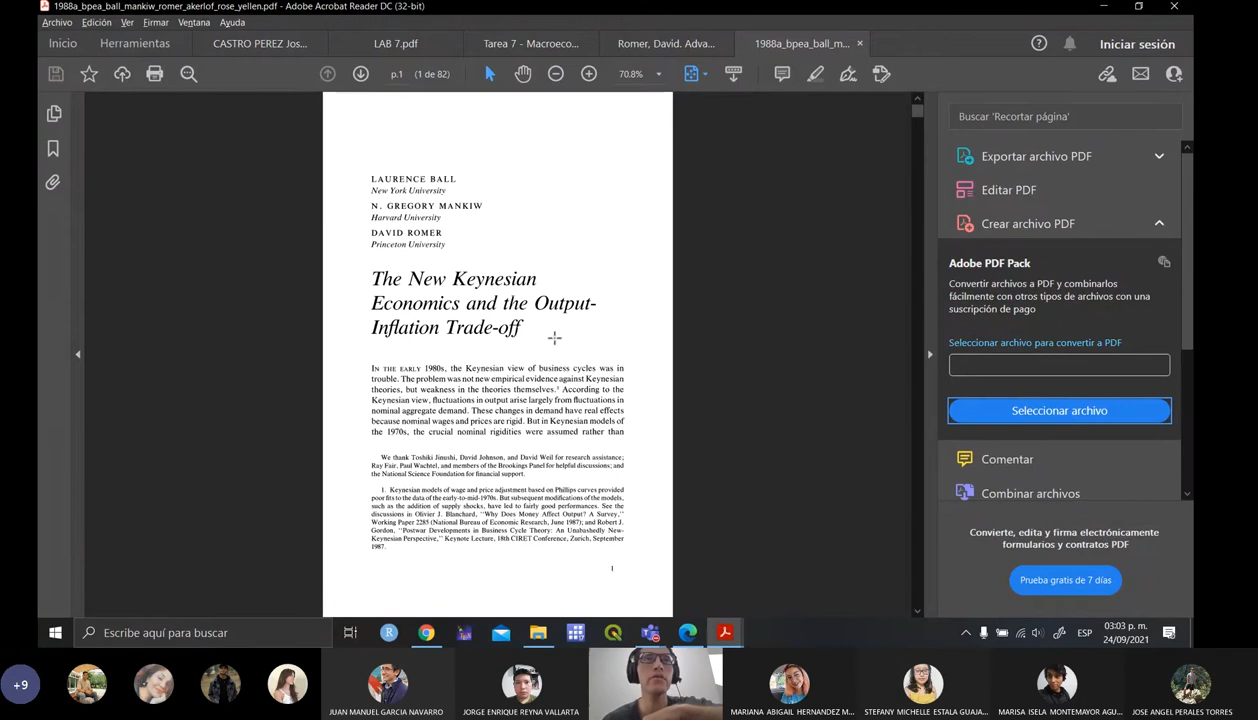 1988a_bpea_ball_mankiw_romer_akerlof_rose_yellen.pdf - Adobe Acrobat Reader DC (32-bit)
Archivo Edición Ver Firmar Ventana Ayuda
Inicio Herramientas CASTRO PEREZ Jos... LAB 7.pdf Tarea 7 - Macroeco... Romer, David. Adva... 1988a_bpea_ball_m... × Iniciar sesión
p.1 (1 de 82) 70.8%
LAURENCE BALL
New York University
N. GREGORY MANKIW
Harvard University
DAVID ROMER
Princeton University
The New Keynesian
Economics and the Output-
Inflation Trade-off
IN THE EARLY 1980s, the Keynesian view of business cycles was in
trouble. The problem was not new empirical evidence against Keynesian
theories, but weakness in the theories themselves.¹ According to the
Keynesian view, fluctuations in output arise largely from fluctuations in
nominal aggregate demand. These changes in demand have real effects
because nominal wages and prices are rigid. But in Keynesian models of
the 1970s, the crucial nominal rigidities were assumed rather than
We thank Toshiki Jinushi, David Johnson, and David Weil for research assistance;
Ray Fair, Paul Wachtel, and members of the Brookings Panel for helpful discussions; and
the National Science Foundation for financial support.
1. Keynesian models of wage and price adjustment based on Phillips curves provided
poor fits to the data of the early-to-mid-1970s. But subsequent modifications of the models,
such as the addition of supply shocks, have led to fairly good performances. See the
discussions in Olivier J. Blanchard, "Why Does Money Affect Output? A Survey,"
Working Paper 2285 (National Bureau of Economic Research, June 1987); and Robert J.
Gordon, "Postwar Developments in Business Cycle Theory: An Unabashedly New-
Keynesian Perspective," Keynote Lecture, 18th CIRET Conference, Zurich, September
1987.
1
Buscar 'Recortar página'
Exportar archivo PDF
Editar PDF
Crear archivo PDF
Adobe PDF Pack
Convertir archivos a PDF y combinarlos
fácilmente con otros tipos de archivos con una
suscripción de pago
Seleccionar archivo para convertir a PDF
Seleccionar archivo
Comentar
Combinar archivos
Convierte, edita y firma electrónicamente
formularios y contratos PDF
Prueba gratis de 7 días
Escribe aquí para buscar
R
ESP
03:03 p. m.
24/09/2021
+9
JUAN MANUEL GARCIA NAVARRO
JORGE ENRIQUE REYNA VALLARTA
MARIANA ABIGAIL HERNANDEZ M...
STEFANY MICHELLE ESTALA GUAJA...
MARISA ISELA MONTEMAYOR AGU...
JOSE ANGEL PERALES TORRES